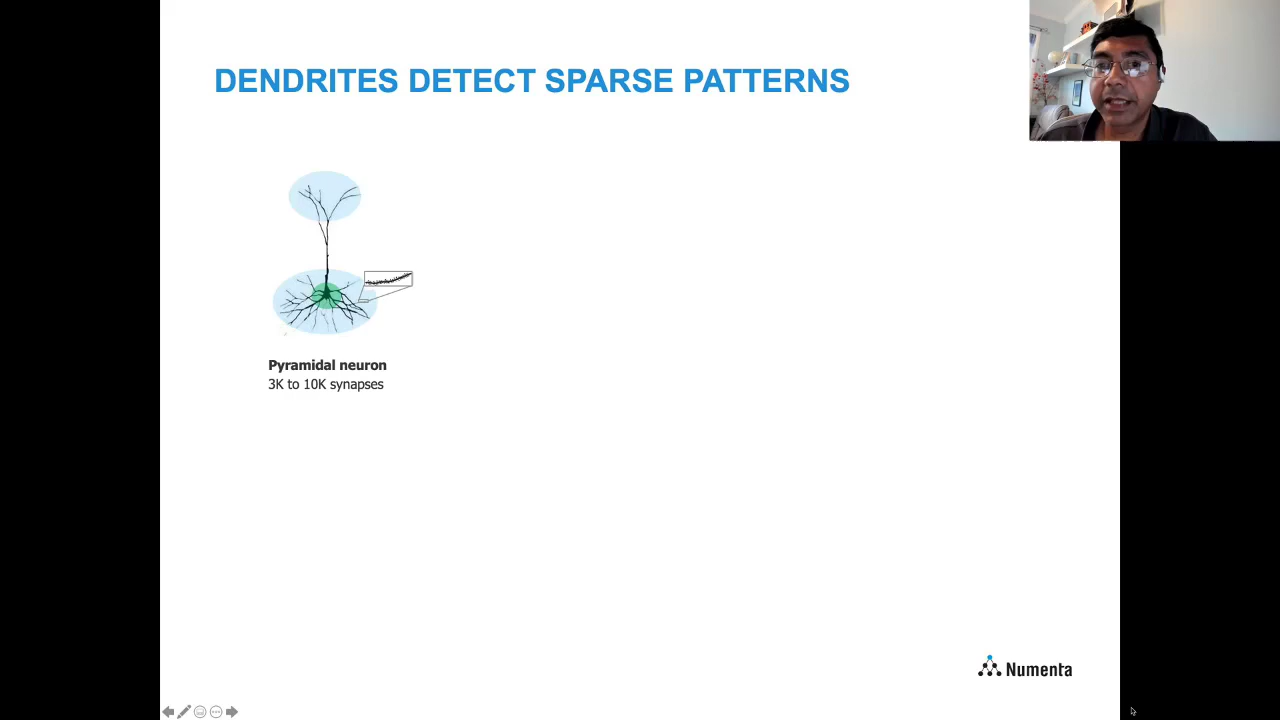 DENDRITES DETECT SPARSE PATTERNS
Pyramidal neuron
3K to 10K synapses
Numenta